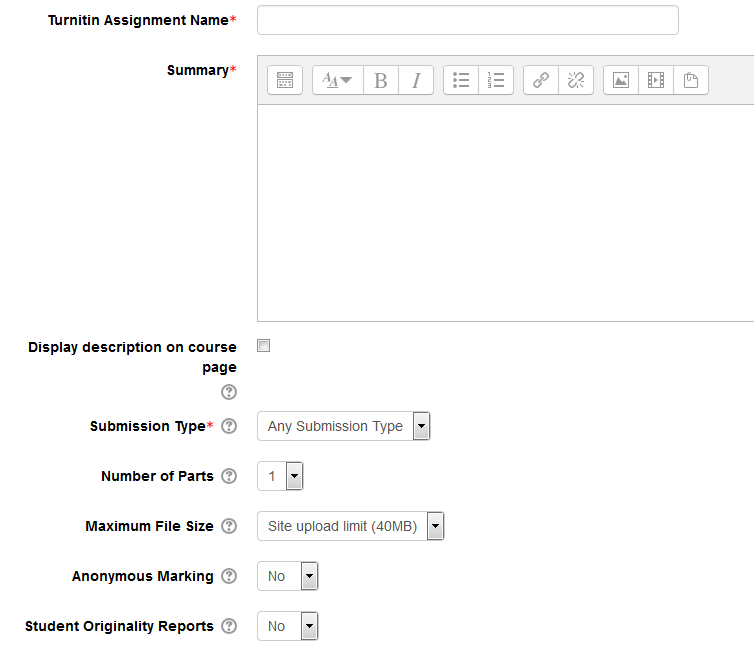 Turnitin Assignment Name*
Summary*
Display description on course
page
Submission Type* Any Submission Type
Number of Parts 1
Maximum File Size Site upload limit (40MB)
Anonymous Marking No
Student Originality Reports No